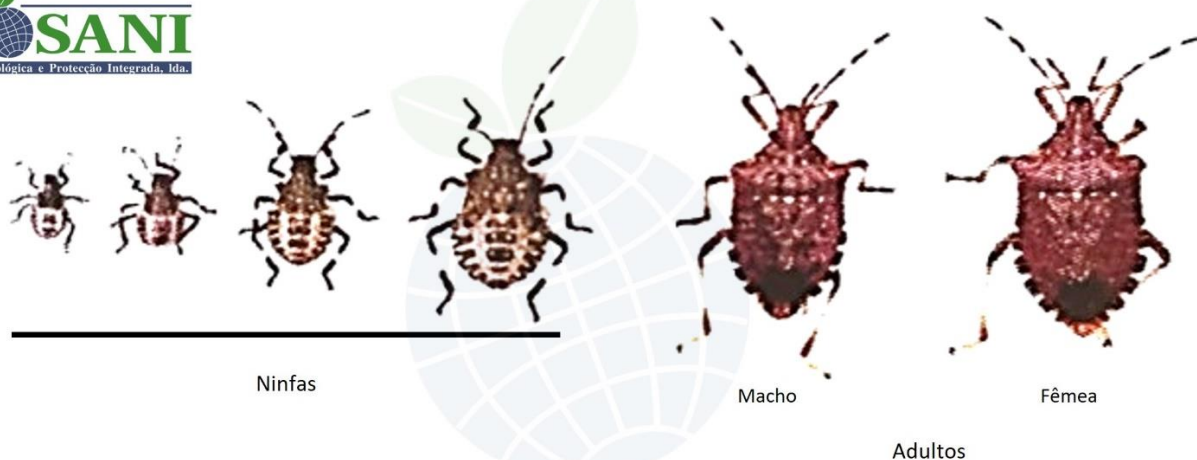 SANI
lógica e Protecção Integrada, lda.
Ninfas
Macho
Fêmea
Adultos